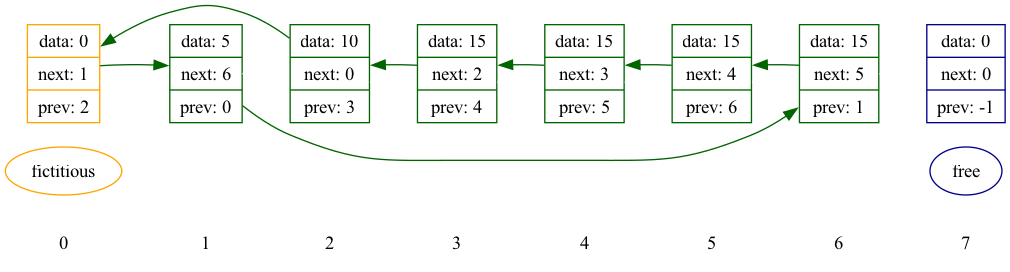 data: 0
next: 1
prev: 2
data: 5
next: 6
prev: 0
data: 10
next: 0
prev: 3
data: 15
next: 2
prev: 4
data: 15
next: 3
prev: 5
data: 15
next: 4
prev: 6
data: 15
next: 5
prev: 1
data: 0
next: 0
prev: -1
fictitious
free
0
1
2
3
4
5
6
7